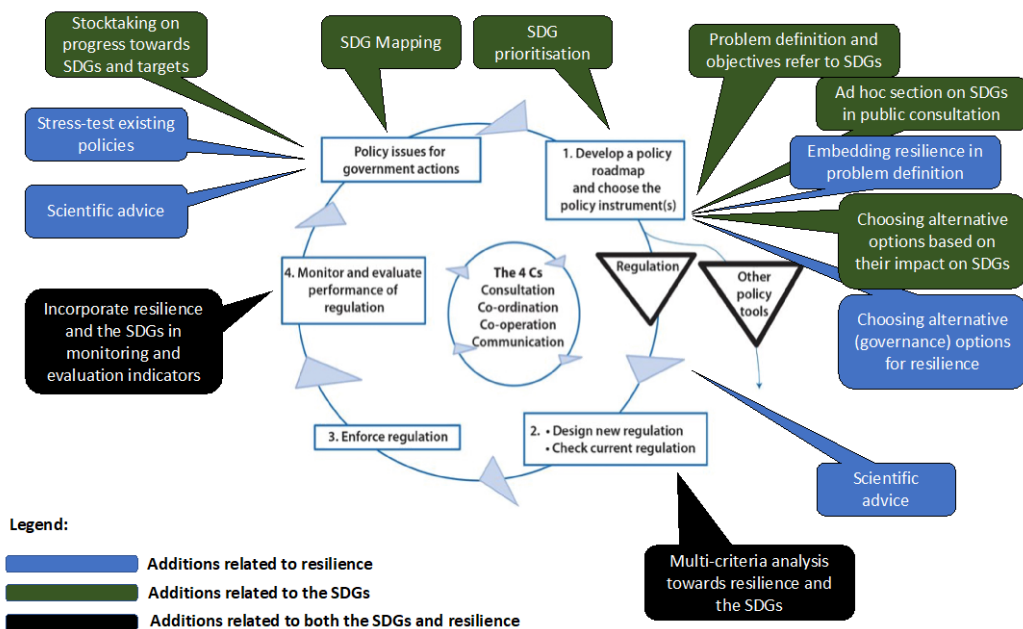 Stocktaking on
progress towards
SDGs and targets
SDG Mapping
SDG
prioritisation
Problem definition and
objectives refer to SDGs
Ad hoc section on SDGs
in public consultation
Stress-test existing
policies
Embedding resilience in
problem definition
Scientific advice
Choosing alternative
options based on
their impact on SDGs
Choosing alternative
(governance) options
for resilience
Policy issues for
government actions
1. Develop a policy
roadmap
and choose the
policy instrument(s)
Regulation
Other
policy
tools
The 4 Cs
Consultation
Co-ordination
Co-operation
Communication
4. Monitor and evaluate
performance of
regulation
Incorporate resilience
and the SDGs in
monitoring and
evaluation indicators
3. Enforce regulation
2. • Design new regulation
• Check current regulation
Scientific
advice
Multi-criteria analysis
towards resilience and
the SDGs
Legend:
Additions related to resilience
Additions related to the SDGs
Additions related to both the SDGs and resilience